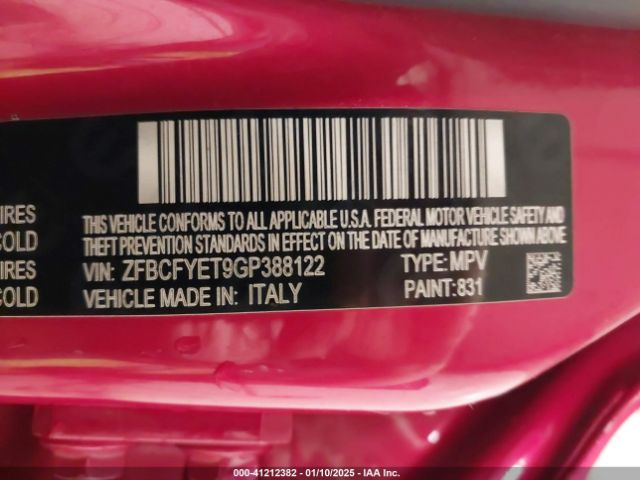 THIS VEHICLE CONFORMS TO ALL APPLICABLE U.S.A. FEDERAL MOTOR VEHICLE SAFETY AND
IRES THEFT PREVENTION STANDARDS IN EFFECT ON THE DATE OF MANUFACTURE SHOWN ABOVE
COLD
IRES VIN: ZFBCFYET9GP388122 TYPE: MPV
COLD VEHICLE MADE IN: ITALY PAINT: 831
000-41212382 - 01/10/2025 - IAA Inc.